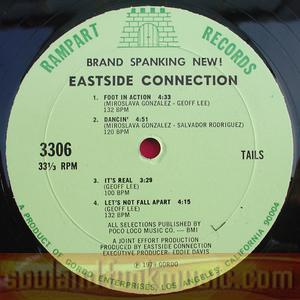 RAMPART RECORDS
BRAND SPANKING NEW!
EASTSIDE CONNECTION
1. FOOT IN ACTION 4:33
(MIROSLAVA GONZALEZ - GEOFF LEE)
132 BPM
2. DANCIN' 4:51
(MIROSLAVA GONZALEZ - SALVADOR RODRIGUEZ)
120 BPM
3306
33⅓ RPM
TAILS
3. IT'S REAL 3:29
(GEOFF LEE)
100 BPM
4. LET'S NOT FALL APART 4:15
(GEOFF LEE)
132 BPM
ALL SELECTIONS PUBLISHED BY
POCO LOCO MUSIC CO. — BMI
A JOINT EFFORT PRODUCTION
PRODUCED BY EASTSIDE CONNECTION
EXECUTIVE PRODUCER: EDDIE DAVIS
GORDO
A PRODUCT OF GORDO ENTERPRISES, LOS ANGELES, CALIFORNIA 90004